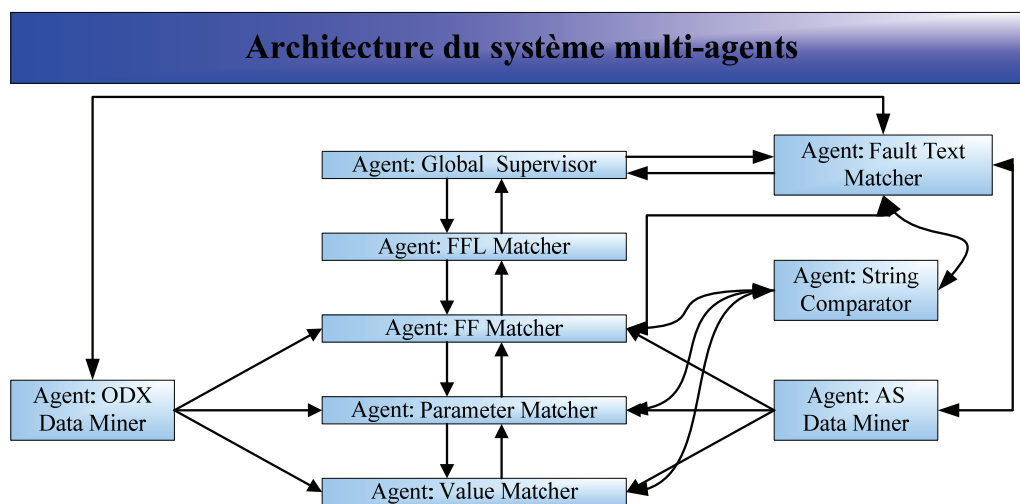 Architecture du système multi-agents
Agent: Global Supervisor
Agent: Fault Text
Matcher
Agent: FFL Matcher
Agent: String
Comparator
Agent: FF Matcher
Agent: ODX
Data Miner
Agent: Parameter Matcher
Agent: AS
Data Miner
Agent: Value Matcher